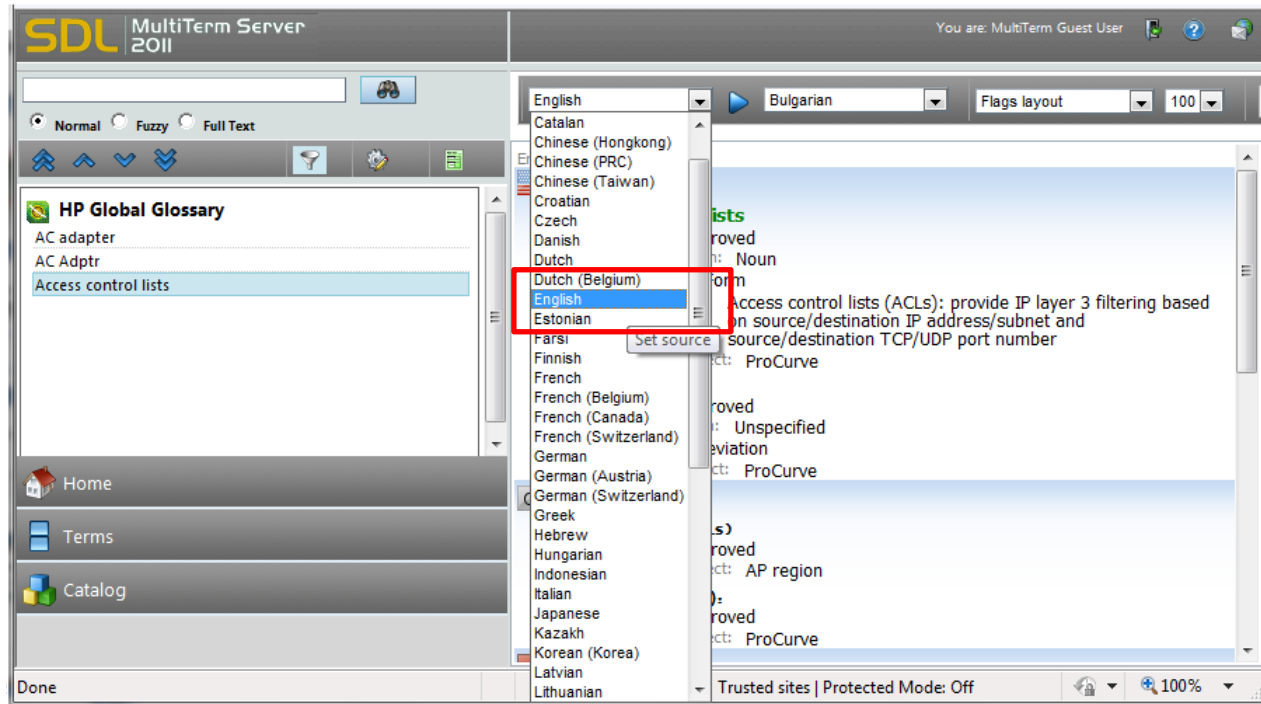 SDL MultiTerm Server 2011
You are: MultiTerm Guest User
Normal Fuzzy Full Text
English Bulgarian Flags layout 100
HP Global Glossary
AC adapter
AC Adptr
Access control lists
Home
Terms
Catalog
Catalan
Chinese (Hongkong)
Chinese (PRC)
Chinese (Taiwan)
Croatian
Czech
Danish
Dutch
Dutch (Belgium)
English
Estonian
Farsi
Finnish
French
French (Belgium)
French (Canada)
French (Switzerland)
German
German (Austria)
German (Switzerland)
Greek
Hebrew
Hungarian
Indonesian
Italian
Japanese
Kazakh
Korean (Korea)
Latvian
Lithuanian
Set source
ists
roved
Noun
Form
Access control lists (ACLs): provide IP layer 3 filtering based
on source/destination IP address/subnet and
source/destination TCP/UDP port number
ct: ProCurve
roved
Unspecified
eviation
ct: ProCurve
s)
roved
ct: AP region
):
roved
ct: ProCurve
Done
Trusted sites | Protected Mode: Off
100%